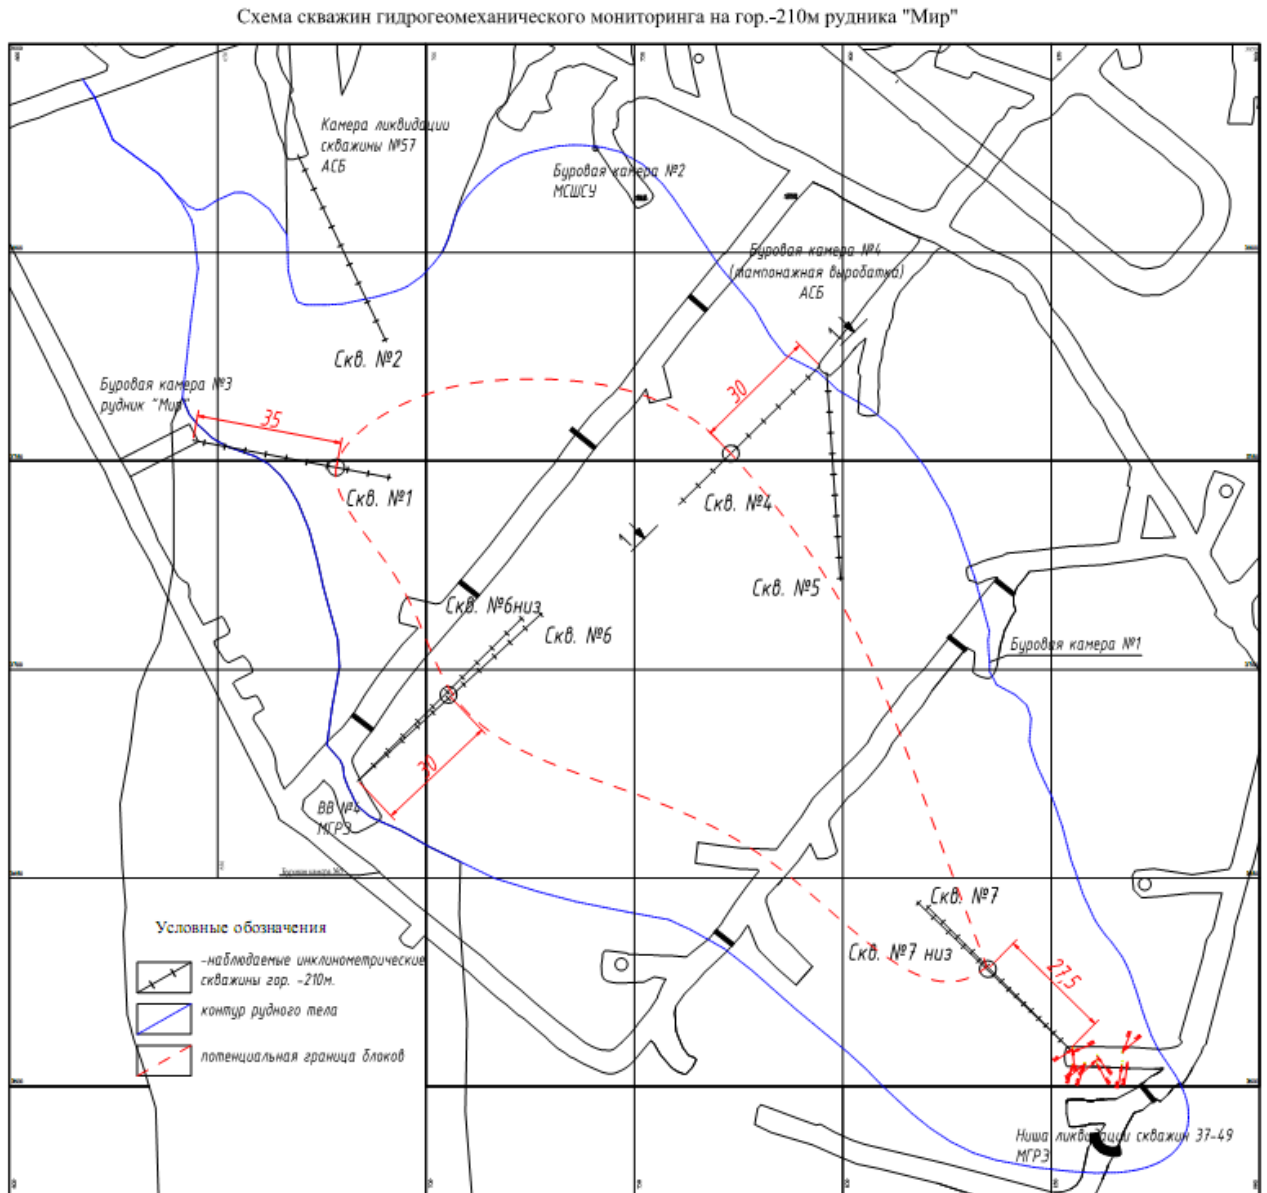 Схема скважин гидрогеомеханического мониторинга на гор.-210м рудника "Мир"
Камера ликвидации
скважины №57
АСБ
Буровая камера №2
МСШСУ
Буровая камера №4
(тампонажная выробатка)
АСБ
1
Скв. №2
Буровая камера №3
рудник "Мир"
35
30
Скв. №1
Скв. №4
1
Скв. №5
Скв. №6низ
Скв. №6
Буровая камера №1
30
ВВ №4
МГРЭ
Скв. №7
Скв. №7 низ
27,5
Условные обозначения
-наблюдаемые инклинометрические
скважины гор. -210м.
контур рудного тела
потенциальная граница блоков
Ниша ликвидации скважин 37-49
МГРЭ